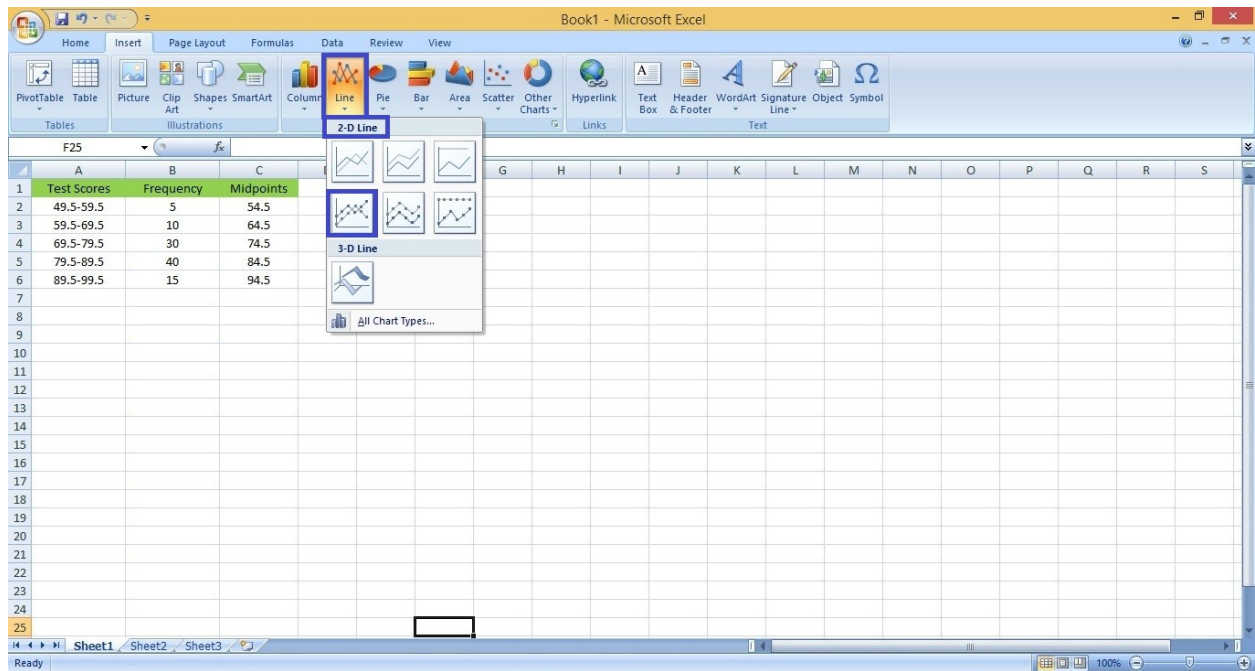 Book1 - Microsoft Excel
Home Insert Page Layout Formulas Data Review View
PivotTable Table Picture Clip Art Shapes SmartArt Column Line Pie Bar Area Scatter Other Charts Hyperlink Text Box Header & Footer WordArt Signature Line Object Symbol
Tables Illustrations Links Text
F25 fx
2-D Line
3-D Line
All Chart Types...
A B C G H I J K L M N O P Q R S
1 Test Scores Frequency Midpoints
2 49.5-59.5 5 54.5
3 59.5-69.5 10 64.5
4 69.5-79.5 30 74.5
5 79.5-89.5 40 84.5
6 89.5-99.5 15 94.5
7
8
9
10
11
12
13
14
15
16
17
18
19
20
21
22
23
24
25
Sheet1 Sheet2 Sheet3
Ready 100%